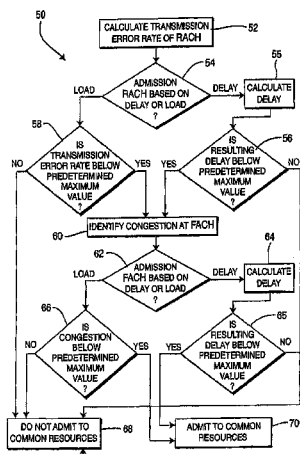 50
CALCULATE TRANSMISSION
ERROR RATE OF RACH
52
54
ADMISSION
RACH BASED ON
DELAY OR LOAD
?
LOAD
DELAY
55
CALCULATE
DELAY
58
IS
TRANSMISSION
ERROR RATE BELOW
PREDETERMINED
MAXIMUM
VALUE
?
NO
YES
56
IS
RESULTING
DELAY BELOW
PREDETERMINED
MAXIMUM
VALUE
?
YES
NO
60
IDENTIFY CONGESTION AT FACH
62
ADMISSION
FACH BASED ON
DELAY OR LOAD
?
LOAD
DELAY
64
CALCULATE
DELAY
66
IS
CONGESTION
BELOW
PREDETERMINED
MAXIMUM
VALUE
?
NO
YES
65
IS
RESULTING
DELAY BELOW
PREDETERMINED
MAXIMUM
VALUE
?
YES
NO
DO NOT ADMIT TO
COMMON RESOURCES
68
ADMIT TO COMMON
RESOURCES
70